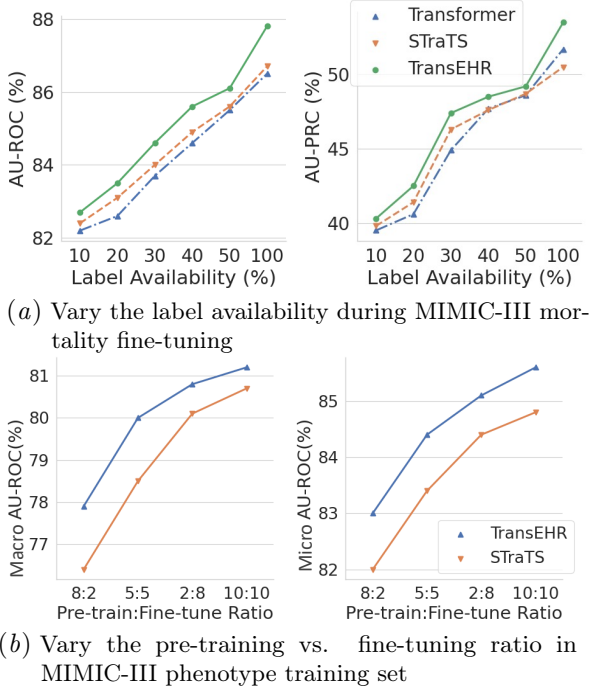 AU-ROC (%)
88
86
84
82
10 20 30 40 50 100
Label Availability (%)
AU-PRC (%)
50
45
40
10 20 30 40 50 100
Label Availability (%)
Transformer
STraTS
TransEHR
(a) Vary the label availability during MIMIC-III mor-
tality fine-tuning
Macro AU-ROC(%)
81
80
79
78
77
8:2 5:5 2:8 10:10
Pre-train:Fine-tune Ratio
Micro AU-ROC(%)
85
84
83
82
8:2 5:5 2:8 10:10
Pre-train:Fine-tune Ratio
TransEHR
STraTS
(b) Vary the pre-training vs. fine-tuning ratio in
MIMIC-III phenotype training set